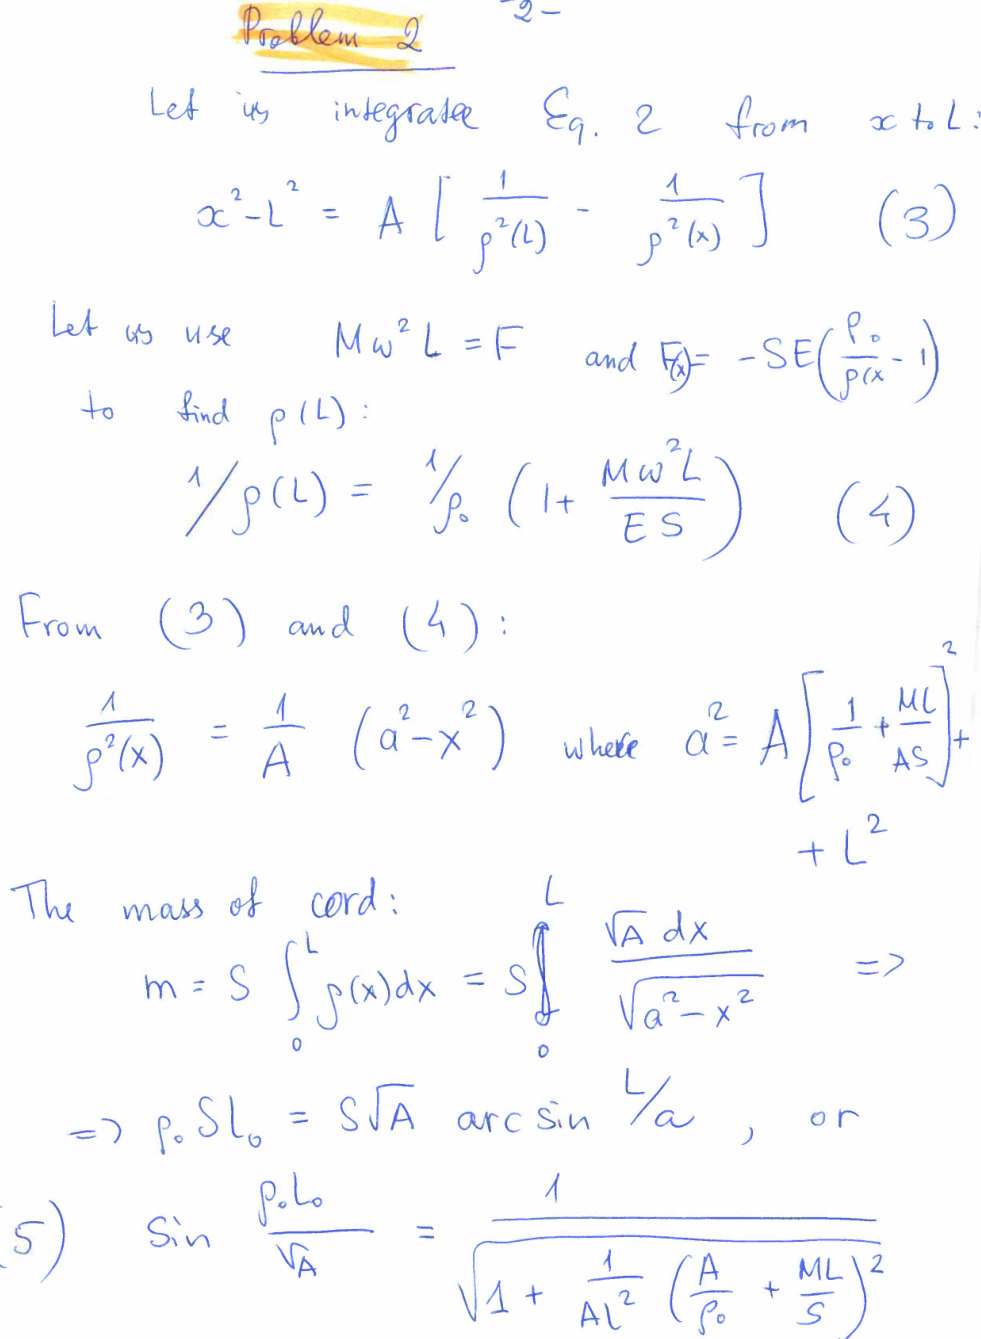 -2-
Problem 2
Let us integratee Eq. 2 from x to L:
x² - L² = A [ 1/ρ²(L) - 1/ρ²(x) ] (3)
Let us use Mω²L = F and F(x) = -SE(ρ₀/ρ(x - 1)
to find ρ(L):
1/ρ(L) = 1/ρ₀ (1 + Mω²L/ES) (4)
From (3) and (4):
1/ρ²(x) = 1/A (a² - x²) where a² = A[1/ρ₀ + ML/AS]² +
+ L²
The mass of cord:
m = S ∫₀ᴸ ρ(x)dx = S ∫₀ᴸ √A dx/√(a² - x²) =>
=> ρ₀SL₀ = S√A arcsin L/a, or
5) Sin ρ₀L₀/√A = 1/√(1 + 1/AL² (A/ρ₀ + ML/S)²)